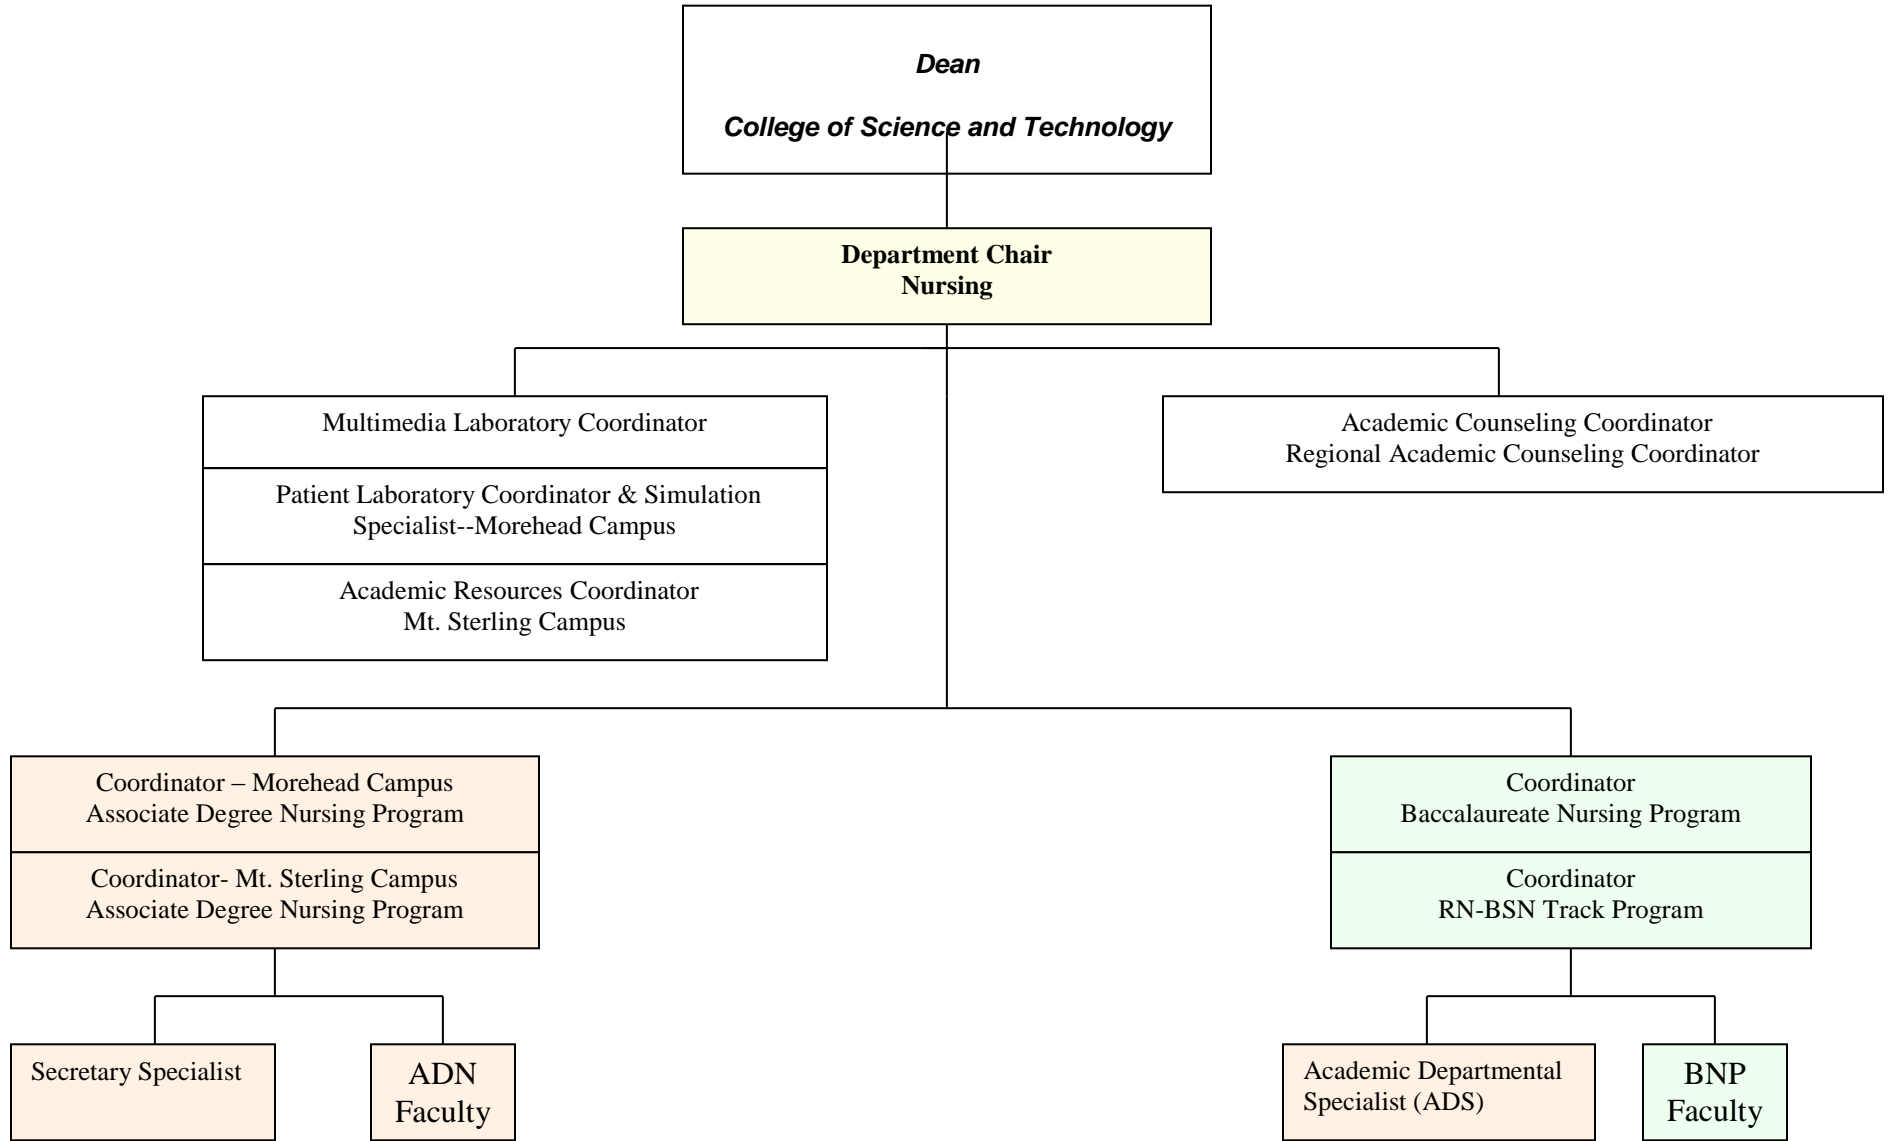 Dean
College of Science and Technology
Department Chair
Nursing
Multimedia Laboratory Coordinator
Patient Laboratory Coordinator & Simulation
Specialist--Morehead Campus
Academic Resources Coordinator
Mt. Sterling Campus
Academic Counseling Coordinator
Regional Academic Counseling Coordinator
Coordinator – Morehead Campus
Associate Degree Nursing Program
Coordinator- Mt. Sterling Campus
Associate Degree Nursing Program
Coordinator
Baccalaureate Nursing Program
Coordinator
RN-BSN Track Program
Secretary Specialist
ADN
Faculty
Academic Departmental
Specialist (ADS)
BNP
Faculty